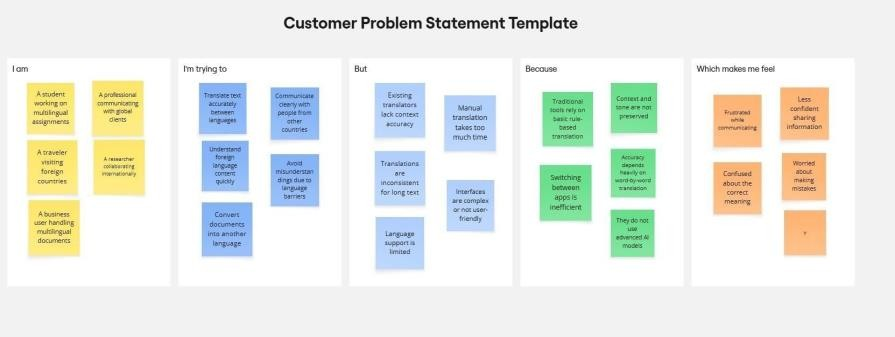 Customer Problem Statement Template
I am
A student
working on
multilingual
assignments
A professional
communicating
with global
clients
A traveler
visiting
foreign
countries
A researcher
collaborating
internationally
A business
user handling
multilingual
documents
I'm trying to
Translate text
accurately
between
languages
Communicate
clearly with
people from
other
countries
Understand
foreign
language
content
quickly
Avoid
misunderstan
dings due to
language
barriers
Convert
documents
into another
language
But
Existing
translators
lack context
accuracy
Manual
translation
takes too
much time
Translations
are
inconsistent
for long text
Interfaces
are complex
or not user-
friendly
Language
support is
limited
Because
Traditional
tools rely on
basic rule-
based
translation
Context and
tone are not
preserved
Switching
between
apps is
inefficient
Accuracy
depends
heavily on
word-by-word
translation
They do not
use
advanced AI
models
Which makes me feel
Frustrated
while
communicating
Less
confident
sharing
information
Confused
about the
correct
meaning
Worried
about
making
mistakes